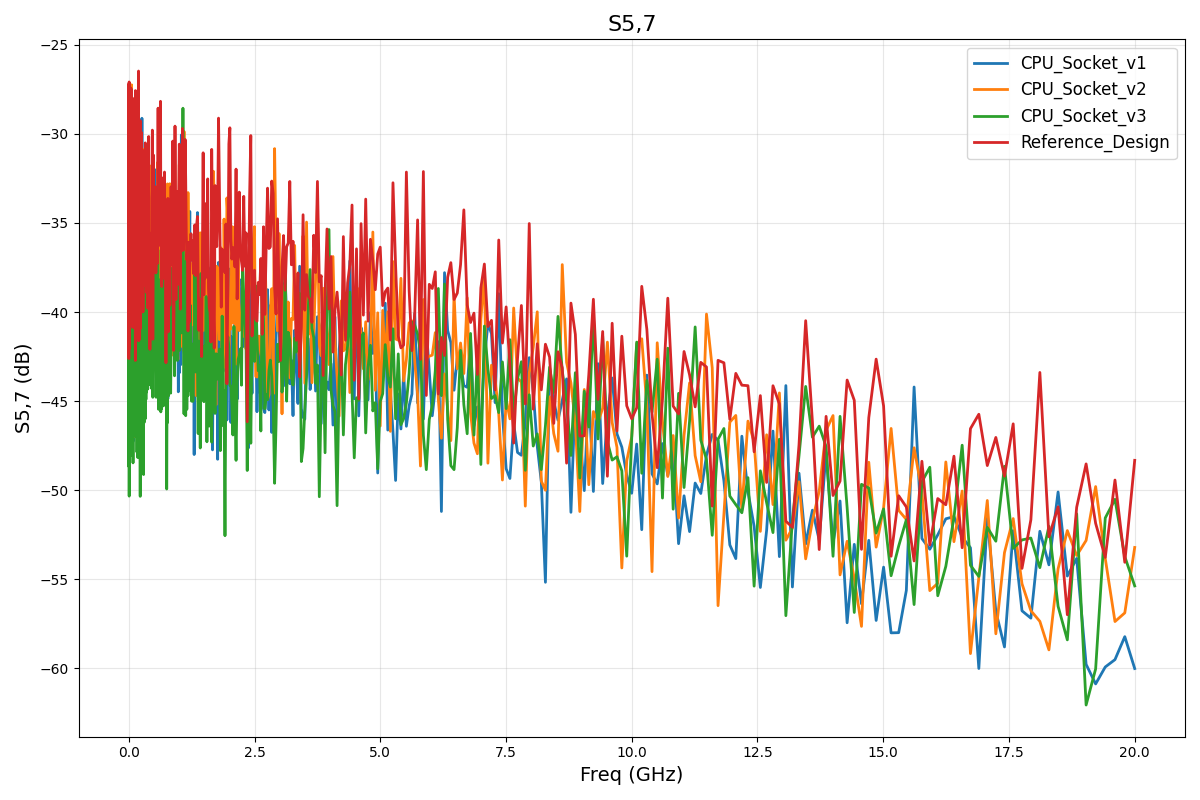 S5,7
CPU_Socket_v1
CPU_Socket_v2
CPU_Socket_v3
Reference_Design
S5,7 (dB)
−25
−30
−35
−40
−45
−50
−55
−60
0.0 2.5 5.0 7.5 10.0 12.5 15.0 17.5 20.0
Freq (GHz)